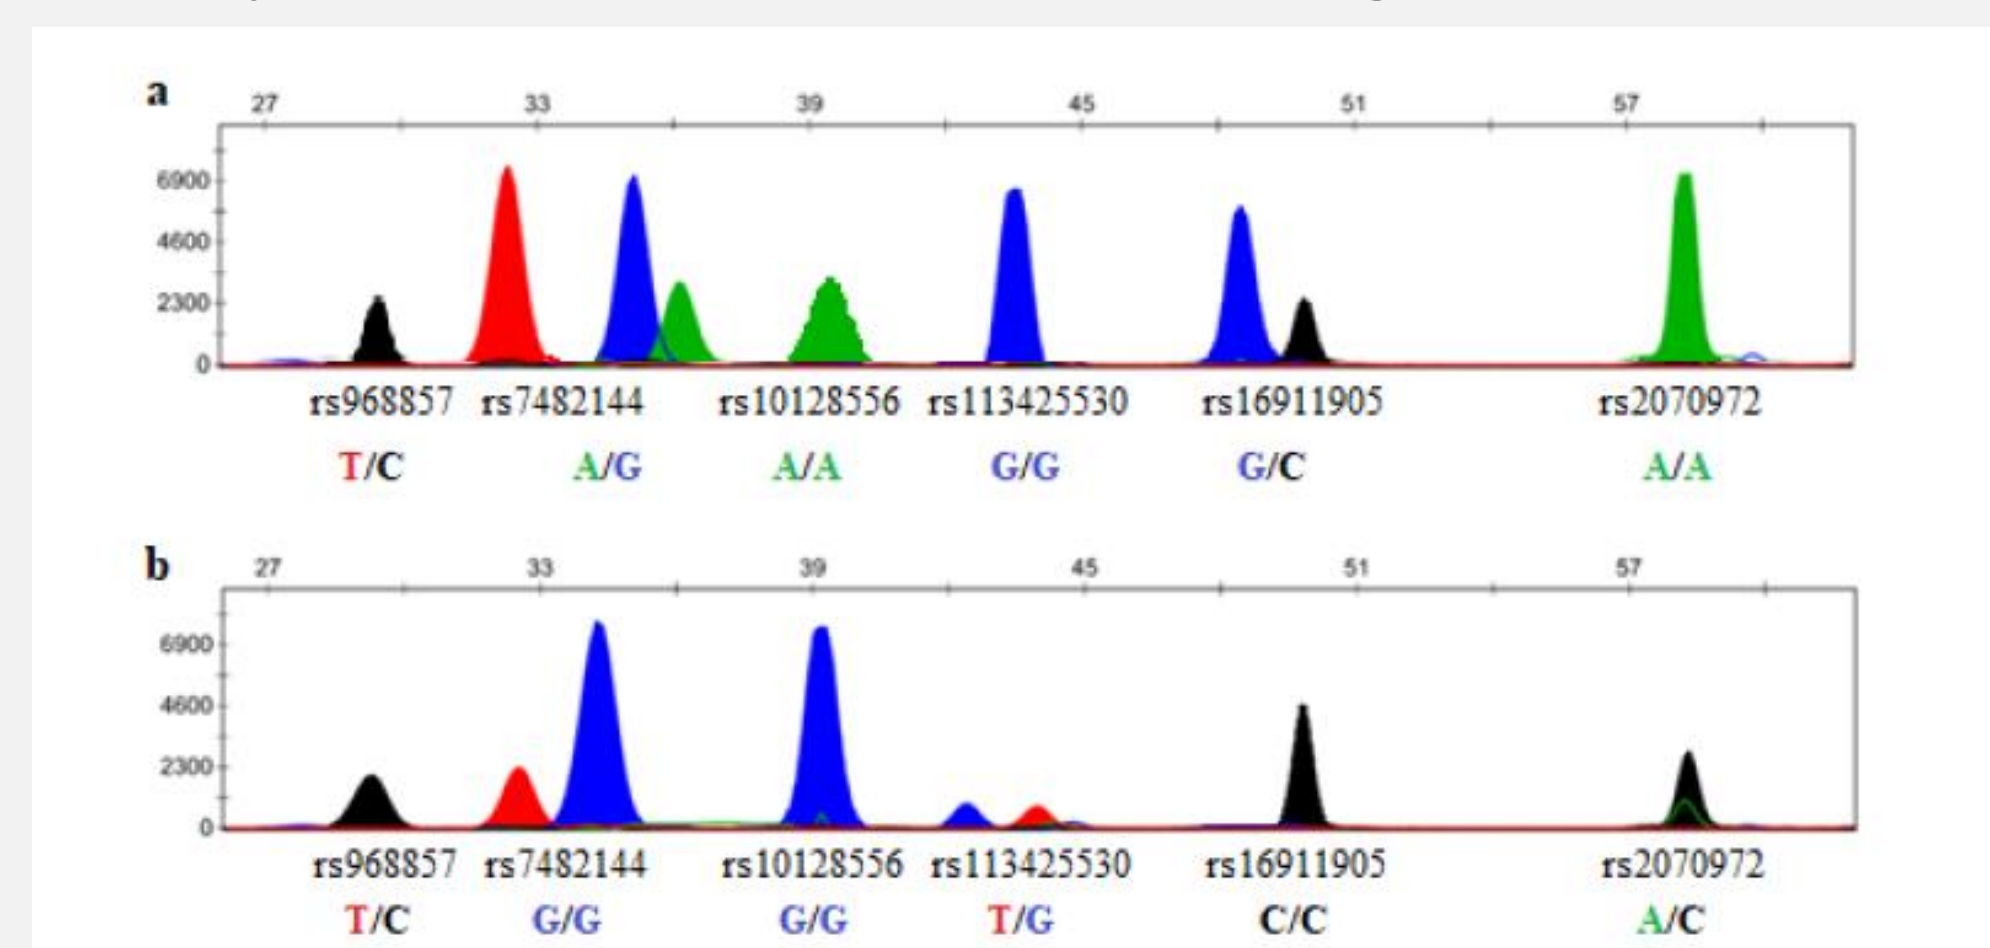 a
27 33 39 45 51 57
6900
4600
2300
0
rs968857 rs7482144 rs10128556 rs113425530 rs16911905 rs2070972
T/C A/G A/A G/G G/C A/A
b
27 33 39 45 51 57
6900
4600
2300
0
rs968857 rs7482144 rs10128556 rs113425530 rs16911905 rs2070972
T/C G/G G/G T/G C/C A/C